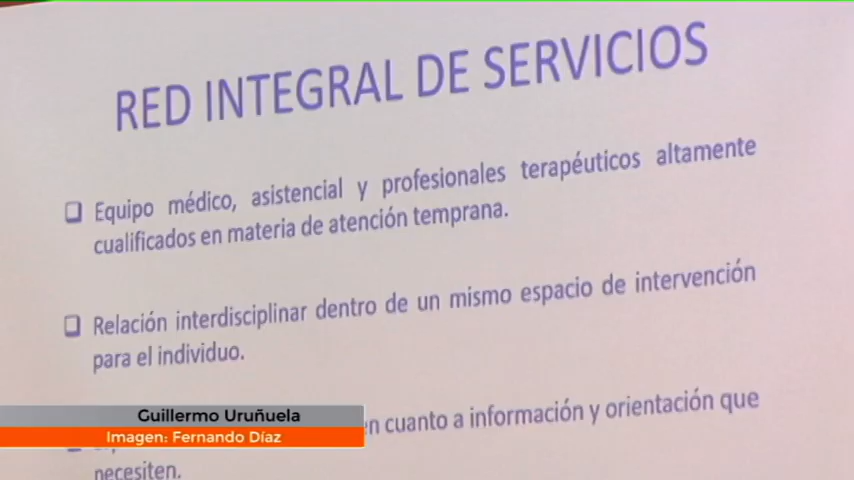 RED INTEGRAL DE SERVICIOS
Equipo médico, asistencial y profesionales terapéuticos altamente
cualificados en materia de atención temprana.
Relación interdisciplinar dentro de un mismo espacio de intervención
para el individuo.
cuanto a información y orientación que
necesiten.
Guillermo Uruñuela
Imagen: Fernando Díaz